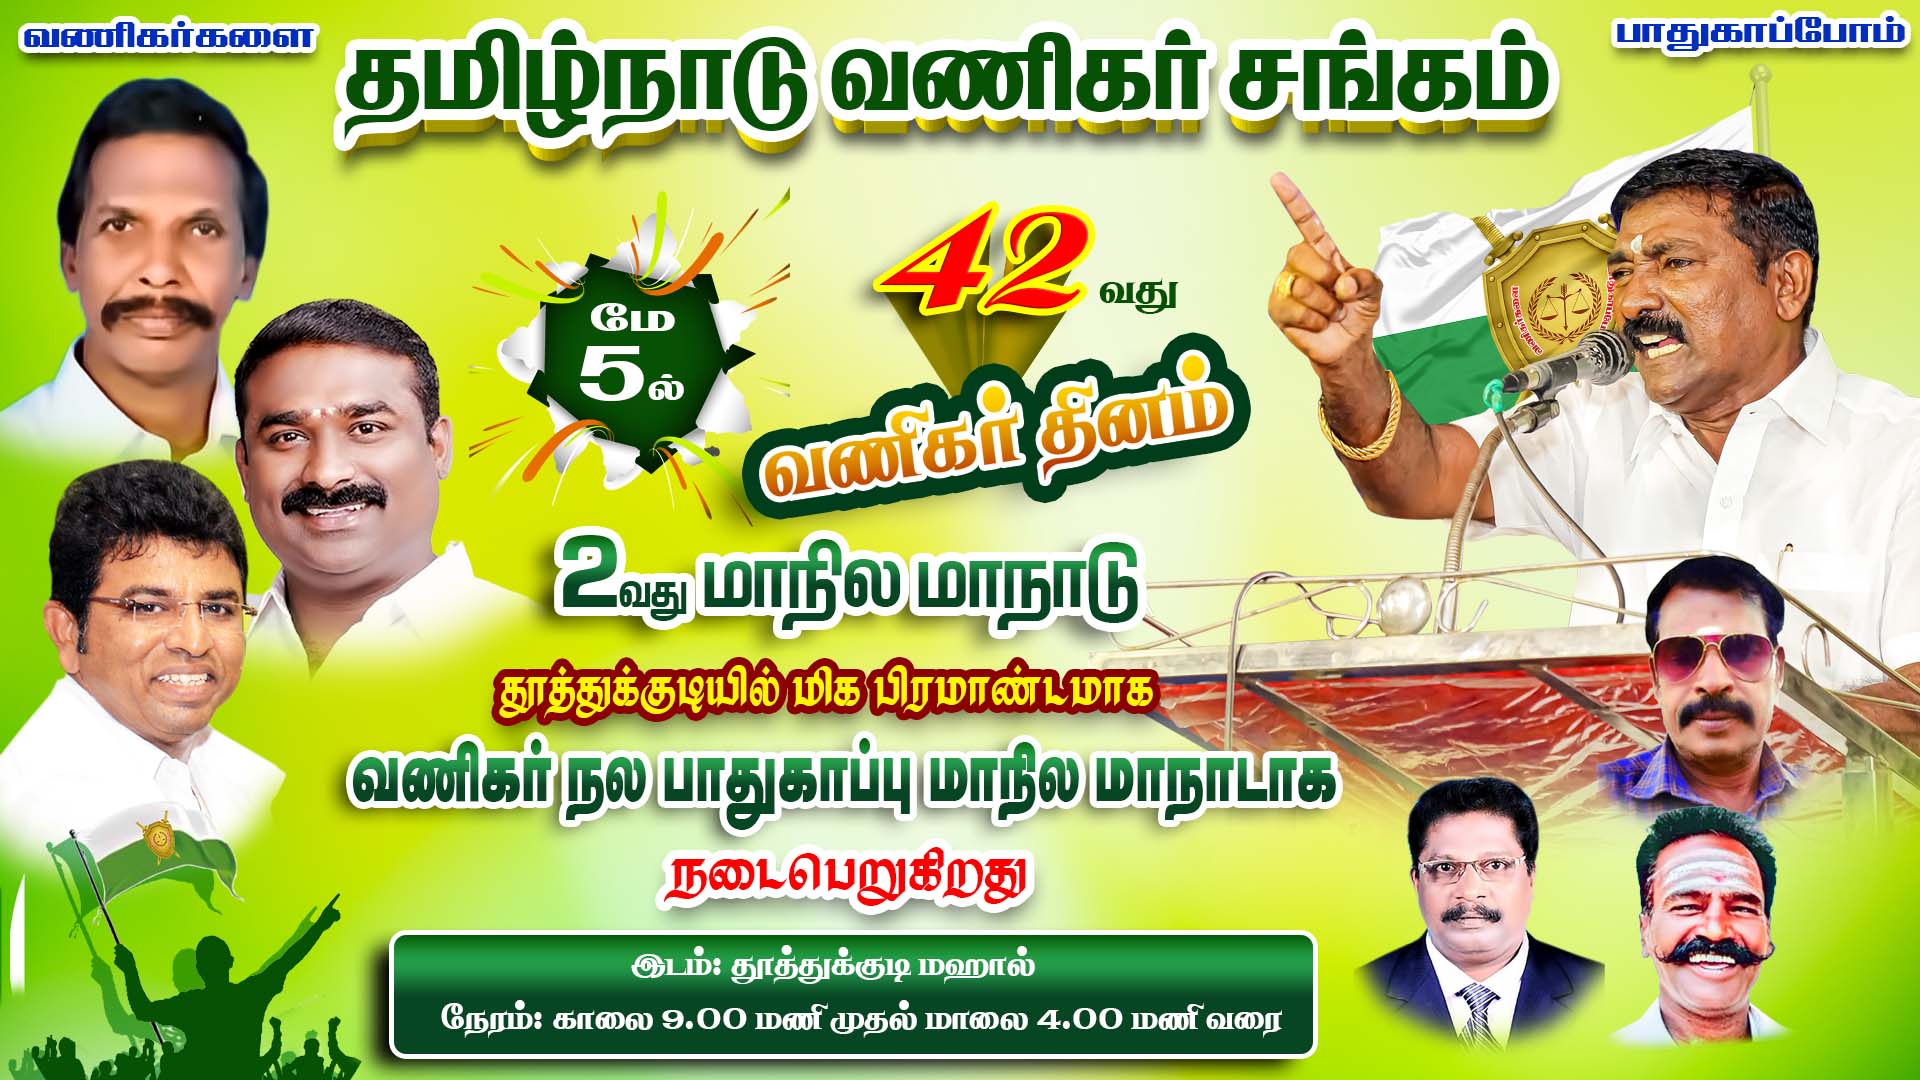 வணிகர்களை
பாதுகாப்போம்
தமிழ்நாடு வணிகர் சங்கம்
மே
5ல்
42 வது
வணிகர் தினம்
2வது மாநில மாநாடு
தூத்துக்குடியில் மிக பிரமாண்டமாக
வணிகர் நல பாதுகாப்பு மாநில மாநாடாக
நடைபெறுகிறது
இடம்: தூத்துக்குடி மஹால்
நேரம்: காலை 9.00 மணி முதல் மாலை 4.00 மணி வரை